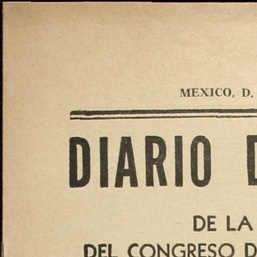 MEXICO, D.
DIARIO D
DE LA
DEL CONGRESO D